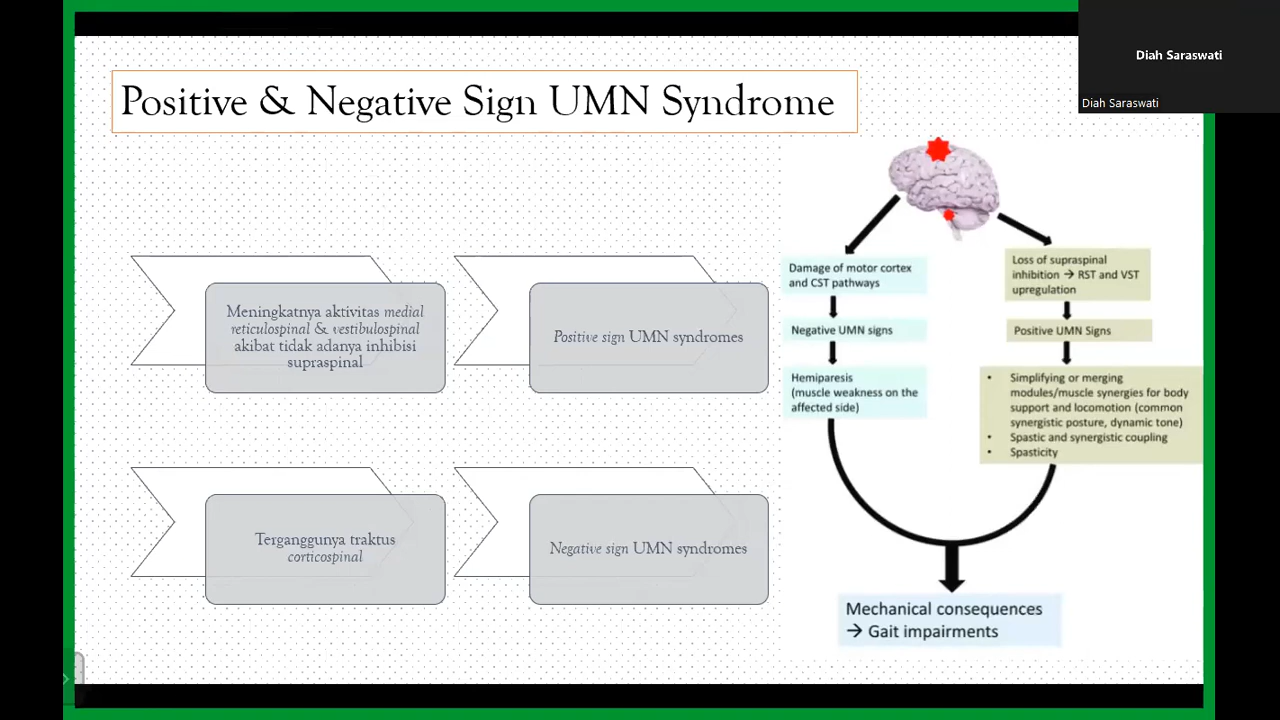 Diah Saraswati
Diah Saraswati
Positive & Negative Sign UMN Syndrome
Meningkatnya aktivitas medial
reticulospinal & vestibulospinal
akibat tidak adanya inhibisi
supraspinal
Positive sign UMN syndromes
Terganggunya traktus
corticospinal
Negative sign UMN syndromes
Damage of motor cortex
and CST pathways
Negative UMN signs
Hemiparesis
(muscle weakness on the
affected side)
Loss of supraspinal
inhibition → RST and VST
upregulation
Positive UMN Signs
• Simplifying or merging
modules/muscle synergies for body
support and locomotion (common
synergistic posture, dynamic tone)
• Spastic and synergistic coupling
• Spasticity
Mechanical consequences
→ Gait impairments